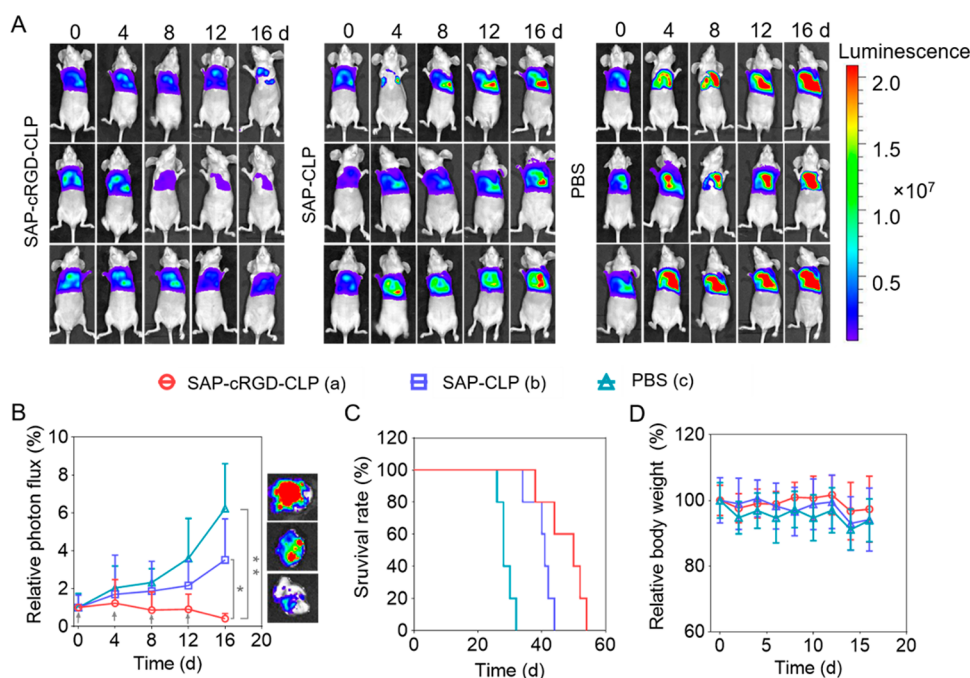 A
0 4 8 12 16 d
0 4 8 12 16 d
0 4 8 12 16 d
Luminescence
SAP-cRGD-CLP
SAP-CLP
PBS
2.0
1.5
×10⁷
1.0
0.5
SAP-cRGD-CLP (a)
SAP-CLP (b)
PBS (c)
B
Relative photon flux (%)
10
8
6
4
2
0
0 4 8 12 16 20
Time (d)
*
**
C
Sruvival rate (%)
120
100
80
60
40
20
0
0 20 40 60
Time (d)
D
Relative body weight (%)
120
100
80
60
0 5 10 15 20
Time (d)